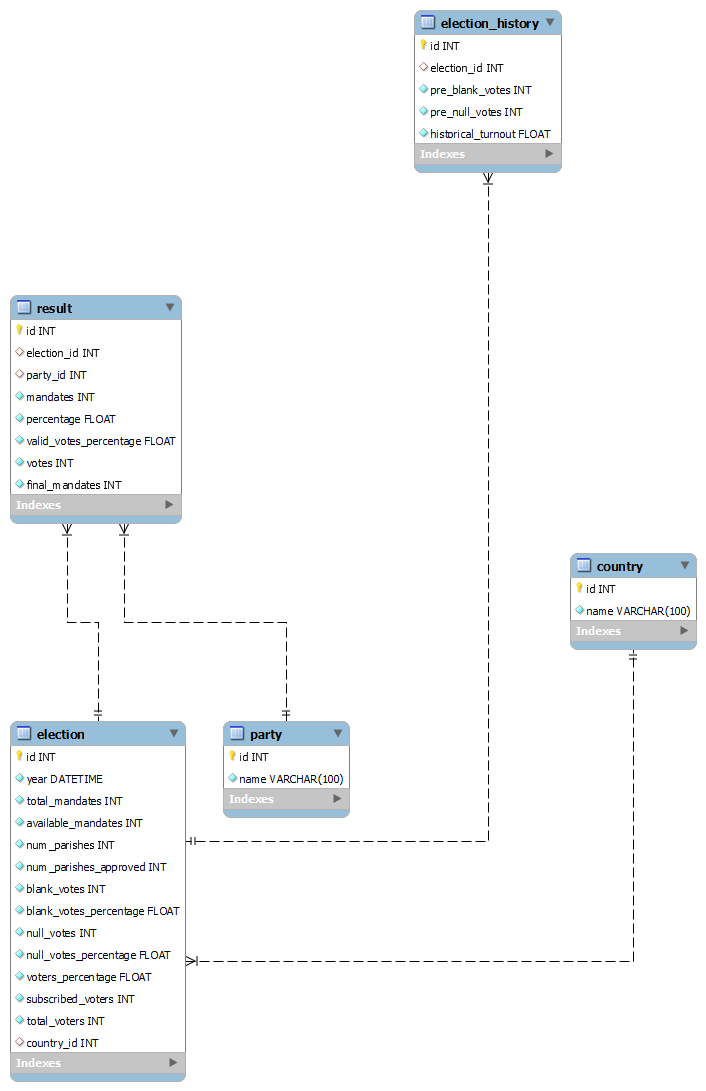 election_history
id INT
election_id INT
pre_blank_votes INT
pre_null_votes INT
historical_turnout FLOAT
Indexes
result
id INT
election_id INT
party_id INT
mandates INT
percentage FLOAT
valid_votes_percentage FLOAT
votes INT
final_mandates INT
Indexes
country
id INT
name VARCHAR(100)
Indexes
election
id INT
year DATETIME
total_mandates INT
available_mandates INT
num_parishes INT
num_parishes_approved INT
blank_votes INT
blank_votes_percentage FLOAT
null_votes INT
null_votes_percentage FLOAT
voters_percentage FLOAT
subscribed_voters INT
total_voters INT
country_id INT
Indexes
party
id INT
name VARCHAR(100)
Indexes